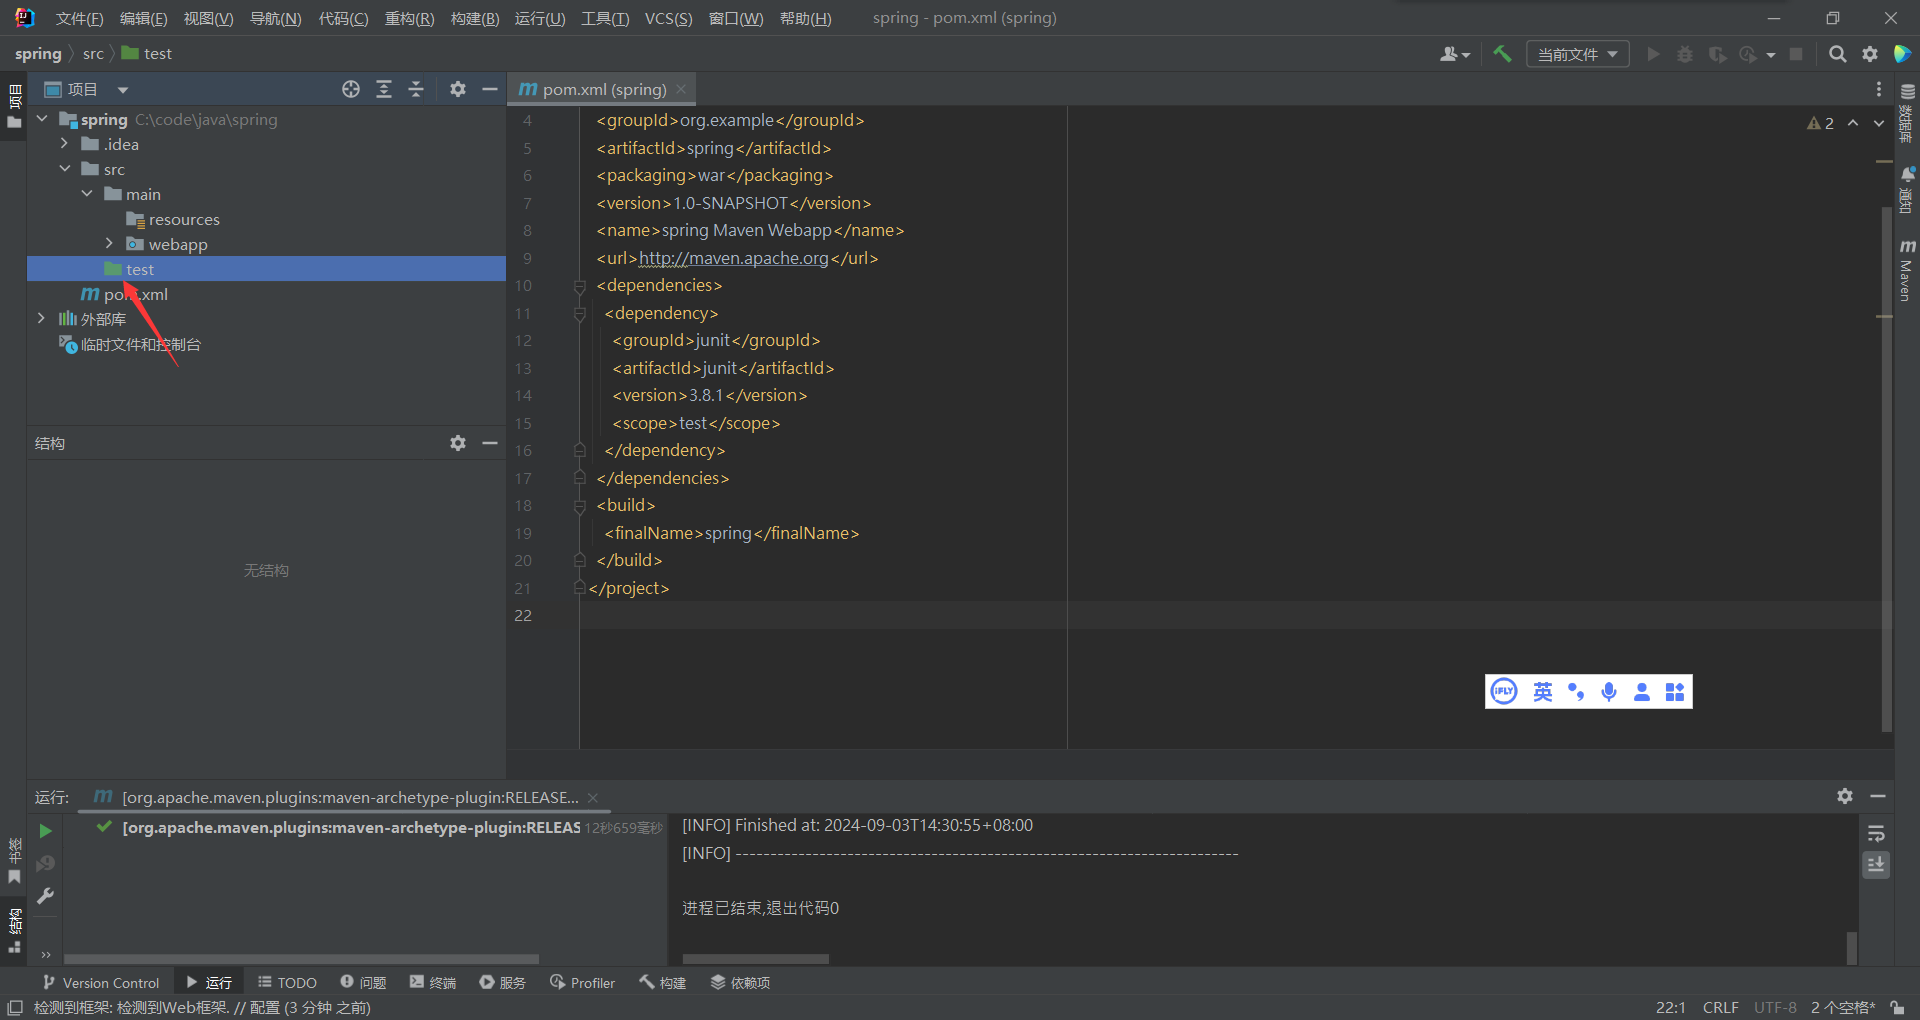 文件(F) 编辑(E) 视图(V) 导航(N) 代码(C) 重构(R) 构建(B) 运行(U) 工具(T) VCS(S) 窗口(W) 帮助(H) spring - pom.xml (spring)
spring src test
当前文件
项目
项目
pom.xml (spring)
spring C:\code\java\spring
.idea
src
main
resources
webapp
test
pom.xml
外部库
临时文件和控制台
结构
无结构
4 <groupId>org.example</groupId>
5 <artifactId>spring</artifactId>
6 <packaging>war</packaging>
7 <version>1.0-SNAPSHOT</version>
8 <name>spring Maven Webapp</name>
9 <url>http://maven.apache.org</url>
10 <dependencies>
11 <dependency>
12 <groupId>junit</groupId>
13 <artifactId>junit</artifactId>
14 <version>3.8.1</version>
15 <scope>test</scope>
16 </dependency>
17 </dependencies>
18 <build>
19 <finalName>spring</finalName>
20 </build>
21 </project>
22
2
数据库
通知
Maven
iFLY 英
运行: [org.apache.maven.plugins:maven-archetype-plugin:RELEASE...
[org.apache.maven.plugins:maven-archetype-plugin:RELEAS 12秒659毫秒
[INFO] Finished at: 2024-09-03T14:30:55+08:00
[INFO] ------------------------------------------------------------------------
进程已结束,退出代码0
书签
结构
Version Control 运行 TODO 问题 终端 服务 Profiler 构建 依赖项
检测到框架: 检测到Web框架. // 配置 (3 分钟 之前) 22:1 CRLF UTF-8 2 个空格*